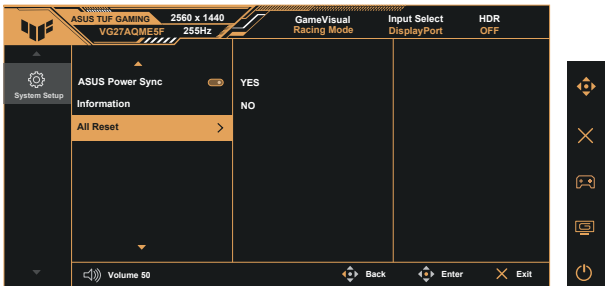 ASUS TUF GAMING 2560 x 1440
VG27AQME5F 255Hz
GameVisual
Racing Mode
Input Select
DisplayPort
HDR
OFF
System Setup
ASUS Power Sync
Information
All Reset
YES
NO
Volume 50
Back
Enter
Exit